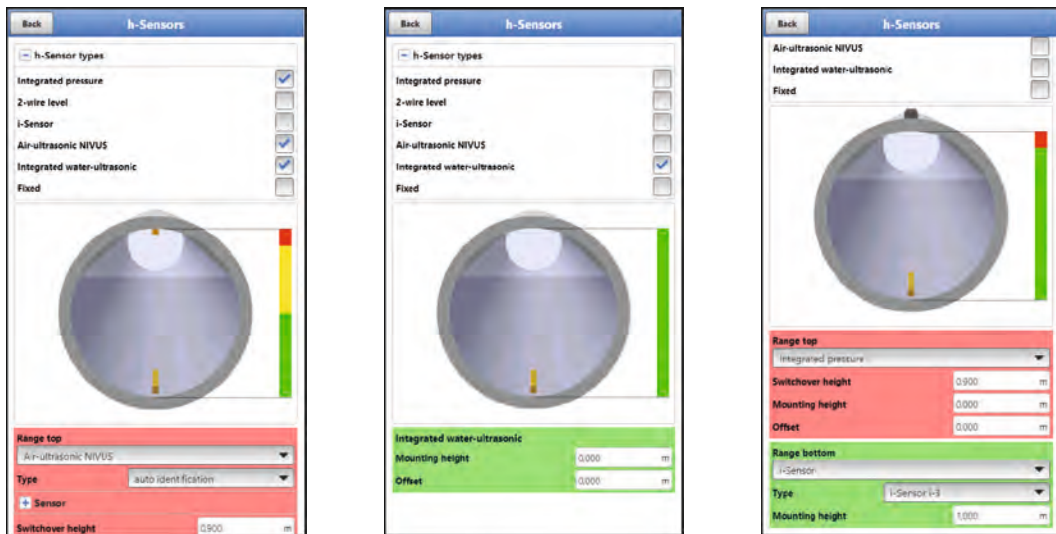 Back h-Sensors
h-Sensor types
Integrated pressure
2-wire level
i-Sensor
Air-ultrasonic NIVUS
Integrated water-ultrasonic
Fixed
Range top
Air-ultrasonic NIVUS
Type auto identification
Sensor
Switchover height 0.900 m
Back h-Sensors
h-Sensor types
Integrated pressure
2-wire level
i-Sensor
Air-ultrasonic NIVUS
Integrated water-ultrasonic
Fixed
Integrated water-ultrasonic
Mounting height 0.000 m
Offset 0.000 m
Back h-Sensors
Air-ultrasonic NIVUS
Integrated water-ultrasonic
Fixed
Range top
Integrated pressure
Switchover height 0.900 m
Mounting height 0.000 m
Offset 0.000 m
Range bottom
i-Sensor
Type i-Sensor i-3
Mounting height 1.000 m